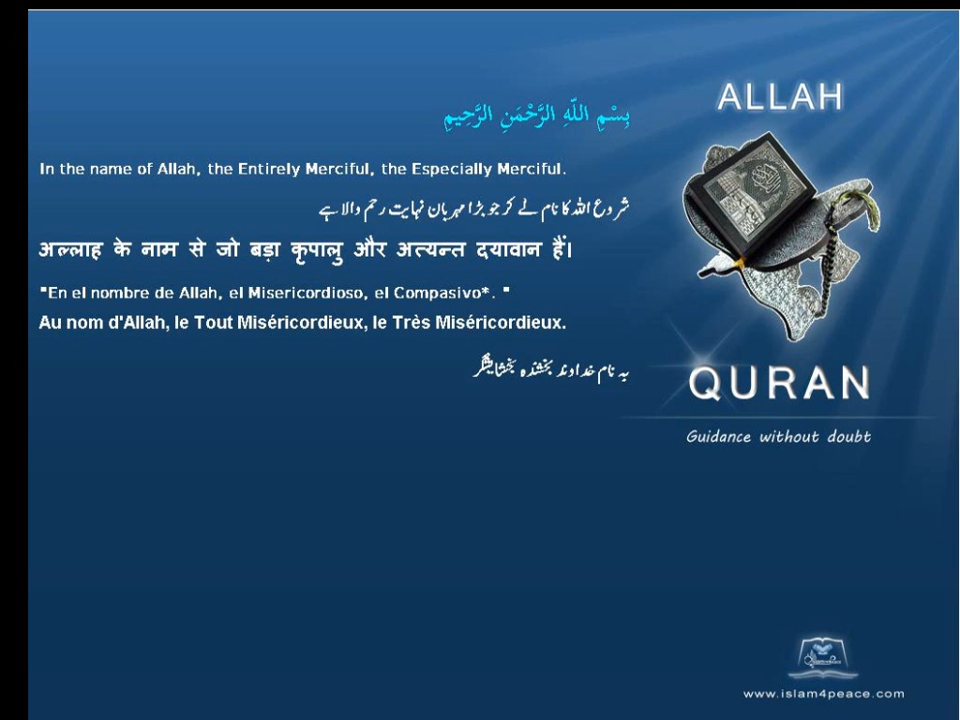 بِسْمِ اللّهِ الرَّحْمَنِ الرَّحِيمِ
In the name of Allah, the Entirely Merciful, the Especially Merciful.
شروع الله کا نام لے کر جو بڑا مہربان نہایت رحم والا ہے
अल्लाह के नाम से जो बड़ा कृपालु और अत्यन्त दयावान हैं।
"En el nombre de Allah, el Misericordioso, el Compasivo*. "
Au nom d'Allah, le Tout Miséricordieux, le Très Miséricordieux.
به نام خداوند بخشنده بخشایشگر
ALLAH
QURAN
Guidance without doubt
www.islam4peace.com